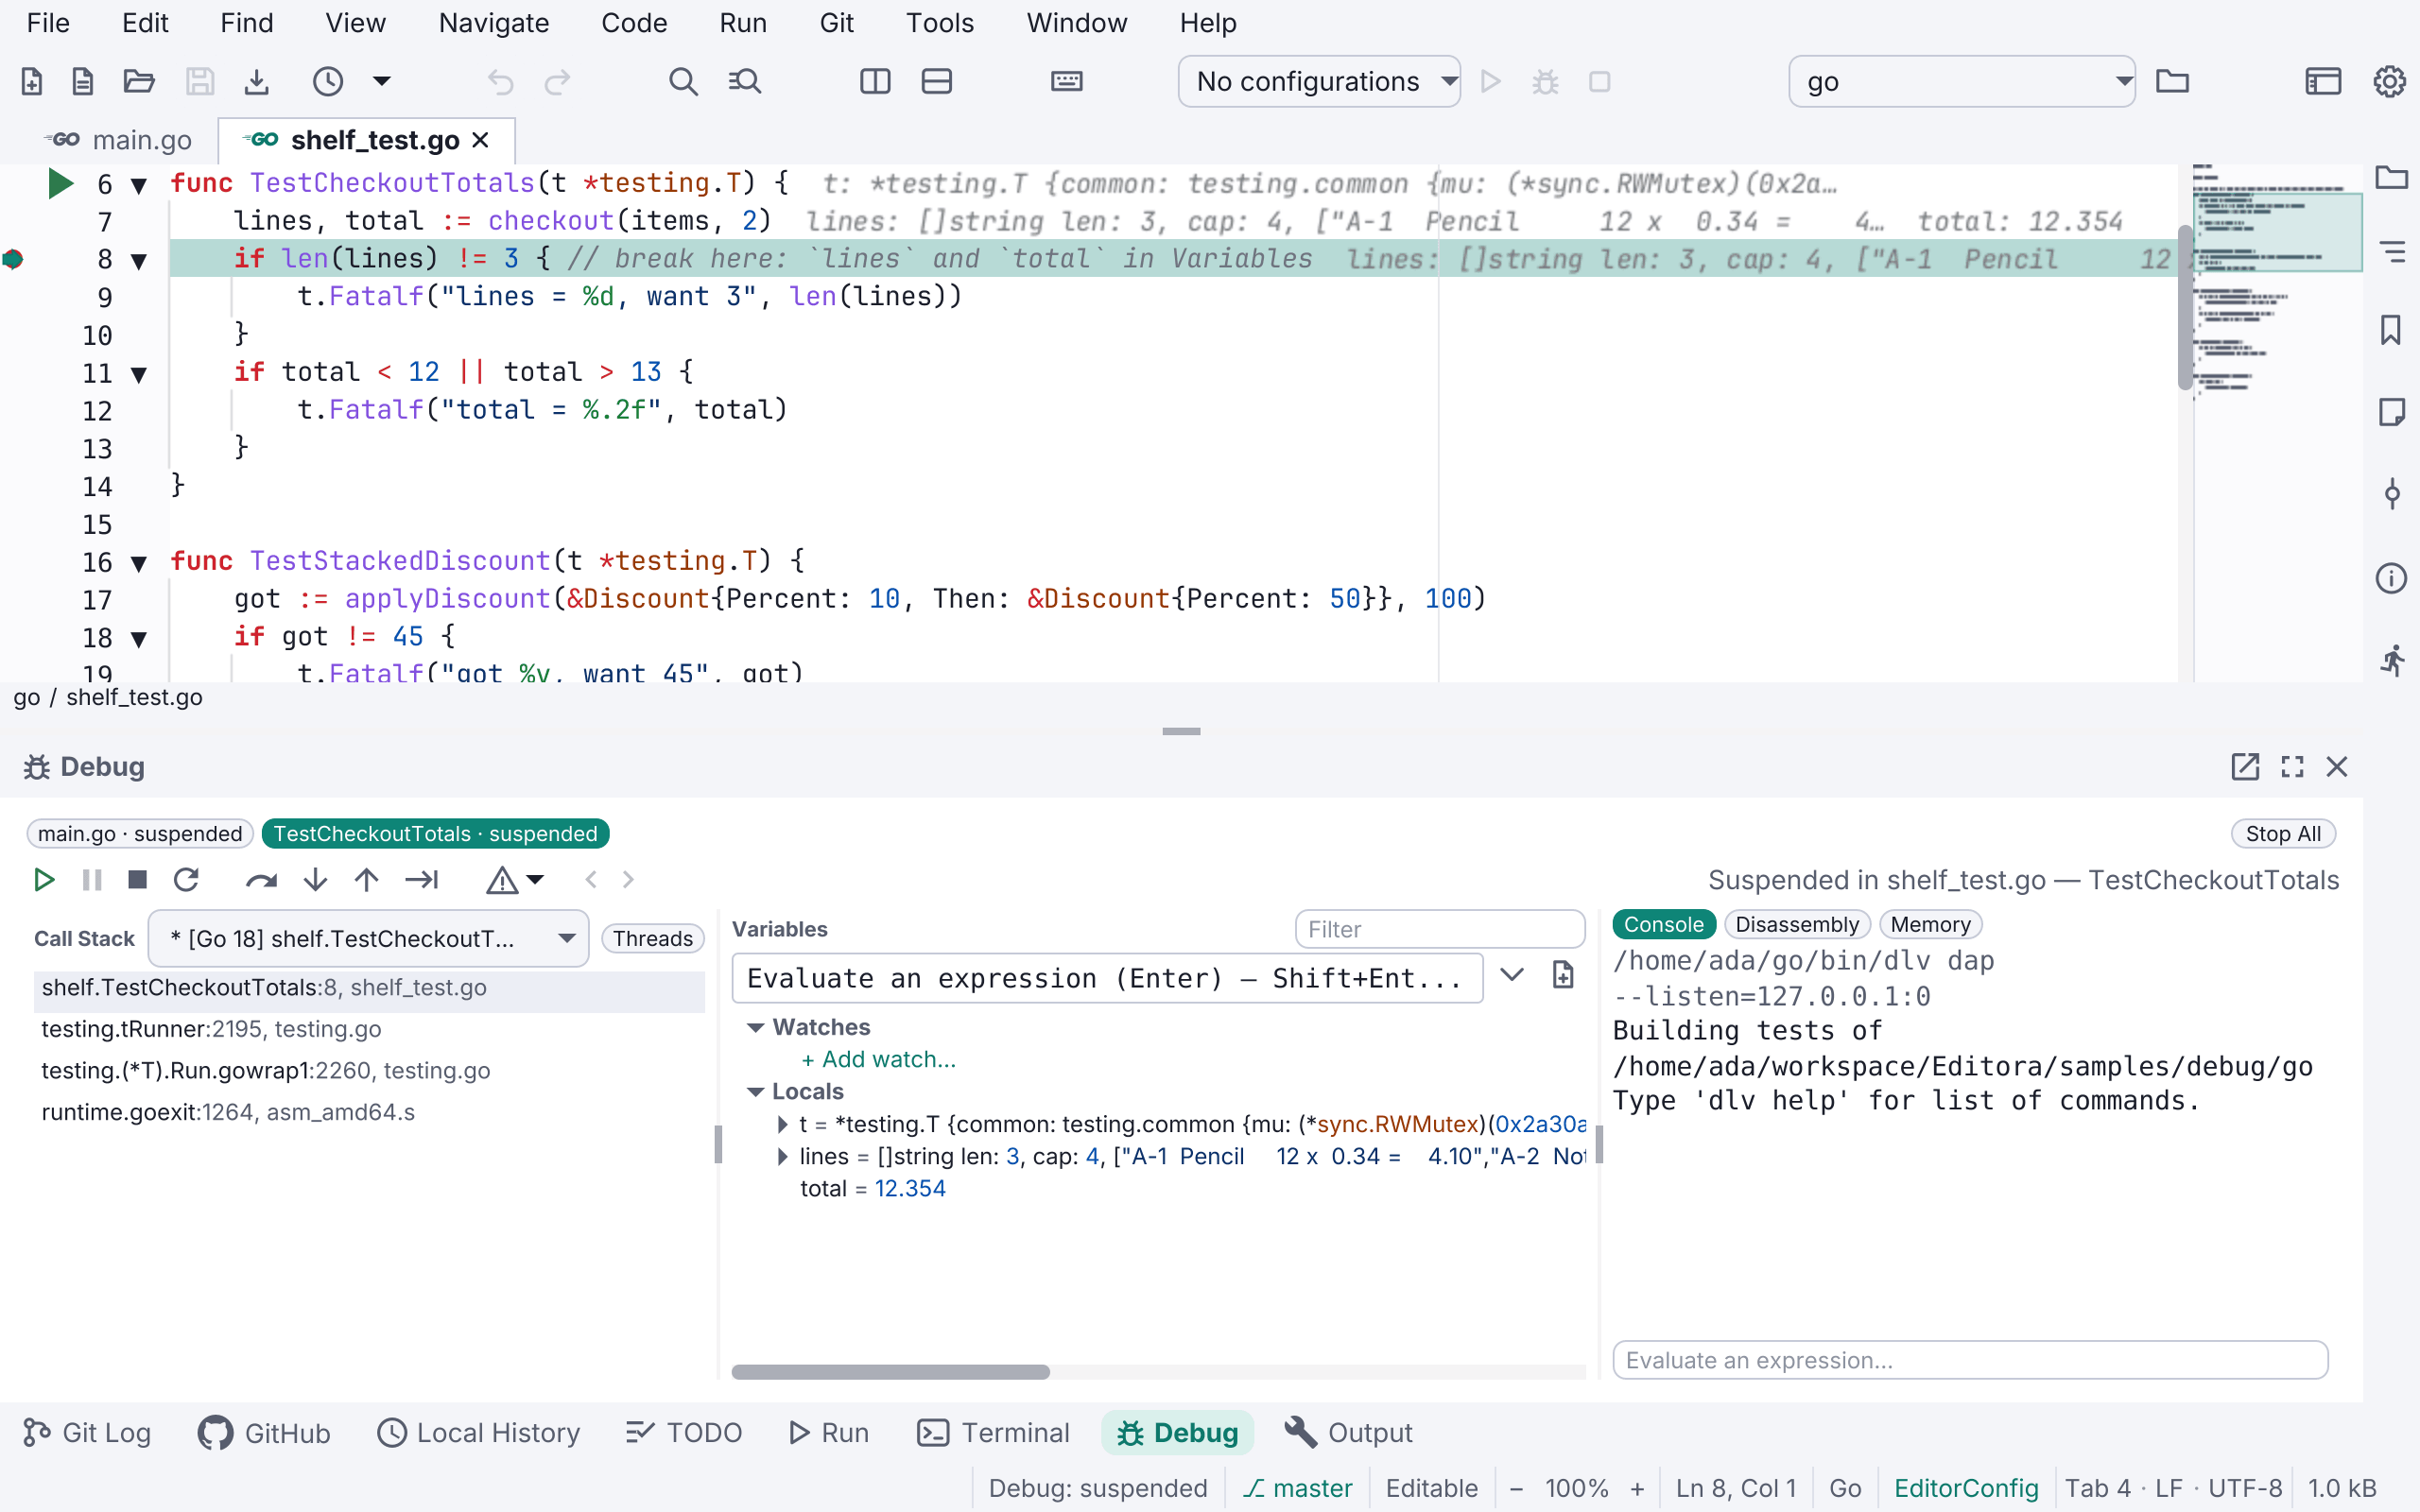 File Edit Find View Navigate Code Run Git Tools Window Help
No configurations go
main.go shelf_test.go
6 func TestCheckoutTotals(t *testing.T) { t: *testing.T {common: testing.common {mu: (*sync.RWMutex)(0x2a…
7 lines, total := checkout(items, 2) lines: []string len: 3, cap: 4, ["A-1  Pencil     12 x  0.34 =    4… total: 12.354
8 if len(lines) != 3 { // break here: `lines` and `total` in Variables lines: []string len: 3, cap: 4, ["A-1  Pencil     12
9 t.Fatalf("lines = %d, want 3", len(lines))
10 }
11 if total < 12 || total > 13 {
12 t.Fatalf("total = %.2f", total)
13 }
14 }
15
16 func TestStackedDiscount(t *testing.T) {
17 got := applyDiscount(&Discount{Percent: 10, Then: &Discount{Percent: 50}}, 100)
18 if got != 45 {
19 t.Fatalf("got %v, want 45", got)
go / shelf_test.go
Debug
main.go · suspended TestCheckoutTotals · suspended Stop All
Suspended in shelf_test.go — TestCheckoutTotals
Call Stack * [Go 18] shelf.TestCheckoutT... Threads
shelf.TestCheckoutTotals:8, shelf_test.go
testing.tRunner:2195, testing.go
testing.(*T).Run.gowrap1:2260, testing.go
runtime.goexit:1264, asm_amd64.s
Variables Filter
Evaluate an expression (Enter) — Shift+Ent...
Watches
+ Add watch...
Locals
t = *testing.T {common: testing.common {mu: (*sync.RWMutex)(0x2a30a
lines = []string len: 3, cap: 4, ["A-1  Pencil     12 x  0.34 =    4.10","A-2  Not
total = 12.354
Console Disassembly Memory
/home/ada/go/bin/dlv dap
--listen=127.0.0.1:0
Building tests of
/home/ada/workspace/Editora/samples/debug/go
Type 'dlv help' for list of commands.
Evaluate an expression...
Git Log GitHub Local History TODO Run Terminal Debug Output
Debug: suspended master Editable − 100% + Ln 8, Col 1 Go EditorConfig Tab 4 · LF · UTF-8 1.0 kB